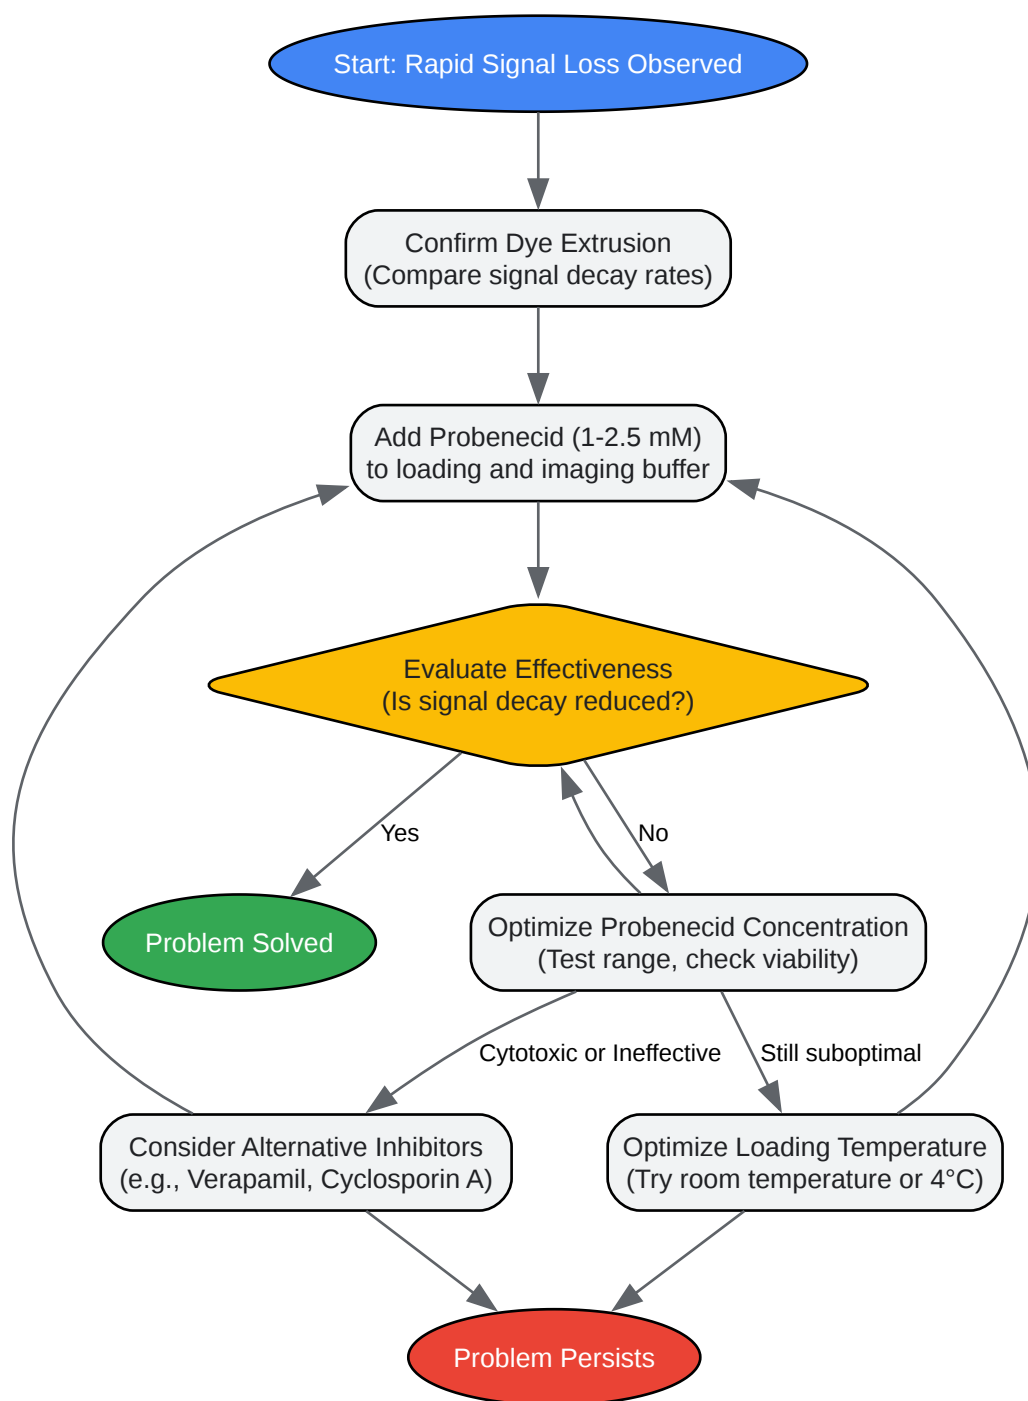 Start: Rapid Signal Loss Observed
Confirm Dye Extrusion
(Compare signal decay rates)
Add Probenecid (1-2.5 mM)
to loading and imaging buffer
Evaluate Effectiveness
(Is signal decay reduced?)
Yes
No
Problem Solved
Optimize Probenecid Concentration
(Test range, check viability)
Cytotoxic or Ineffective
Still suboptimal
Consider Alternative Inhibitors
(e.g., Verapamil, Cyclosporin A)
Optimize Loading Temperature
(Try room temperature or 4°C)
Problem Persists